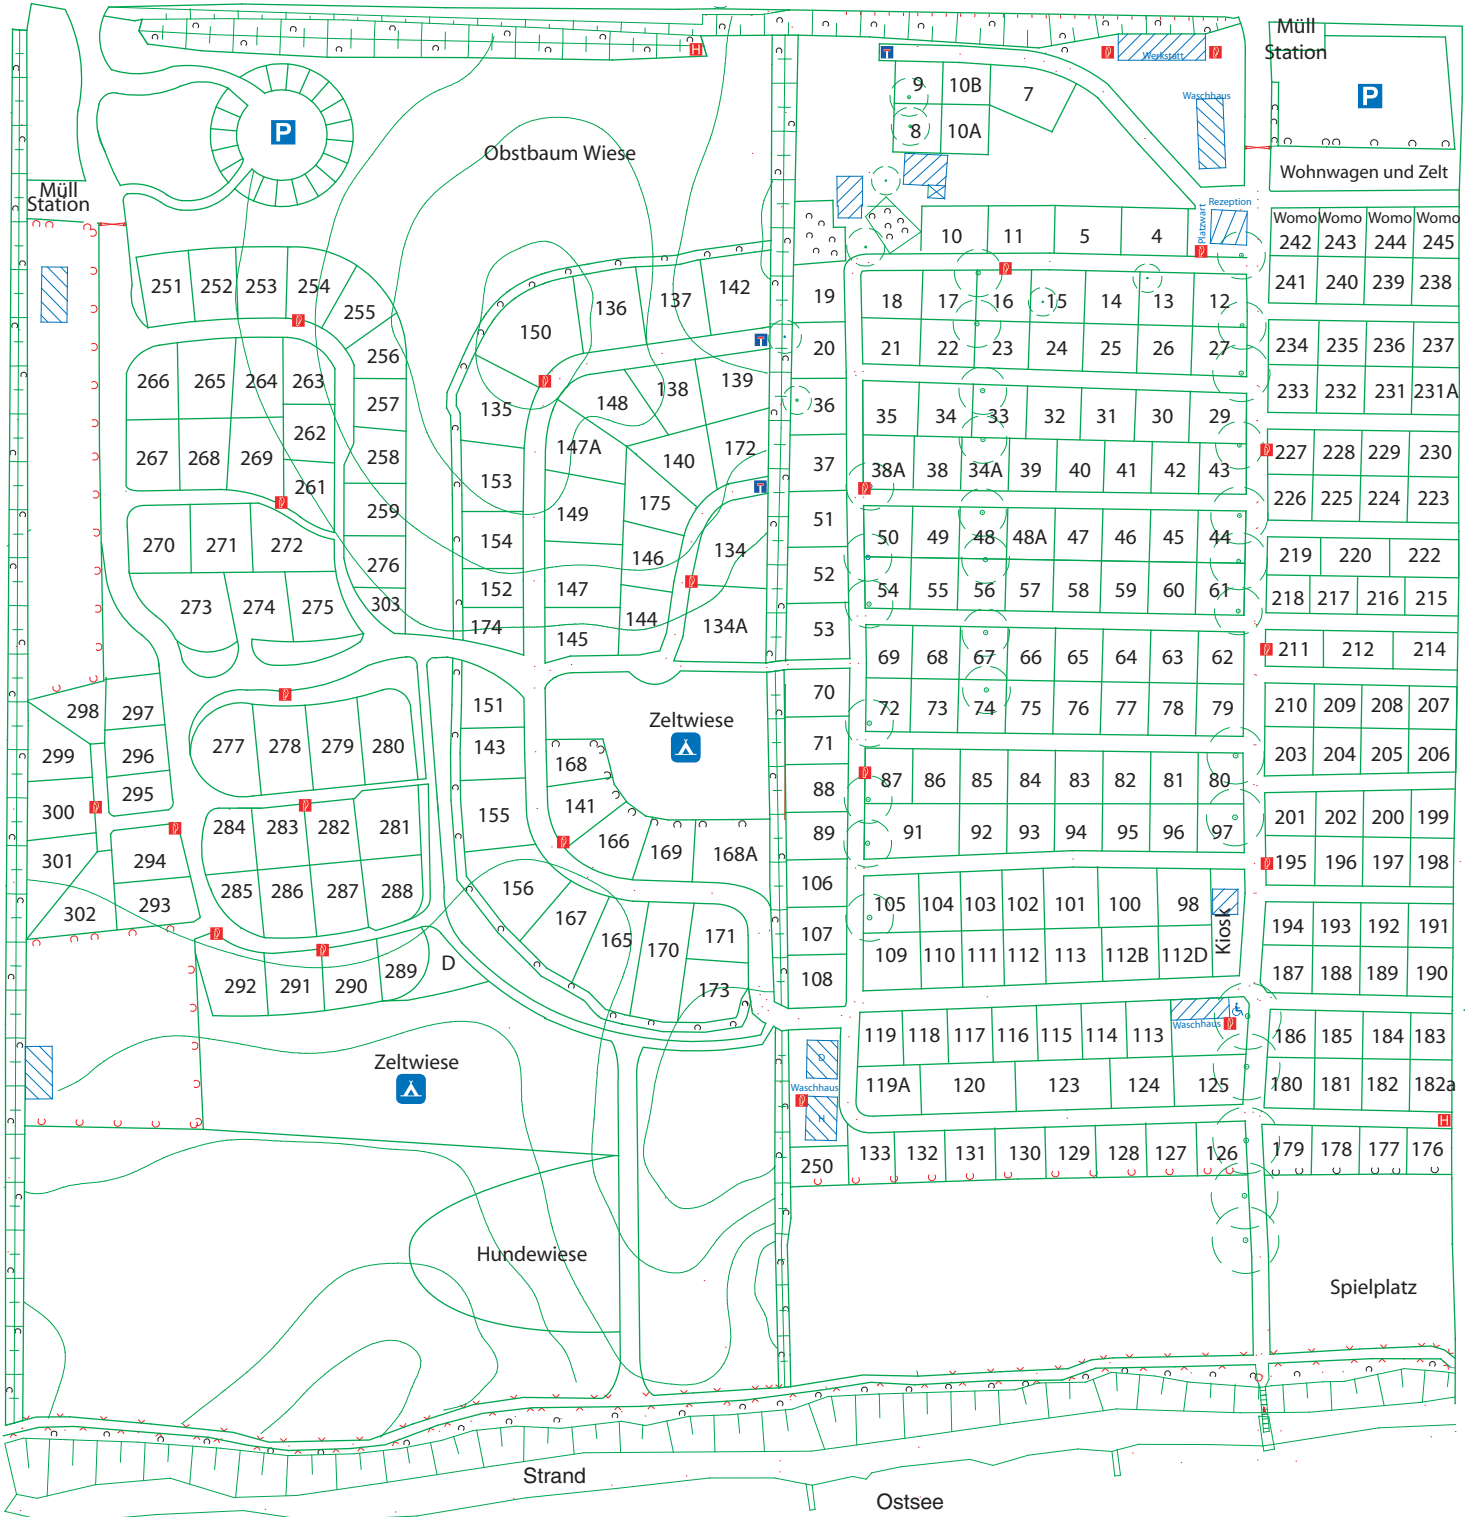 H
Müll
Station
Werkstatt
P
T
9 10B 7
Waschhaus
P
8 10A
Obstbaum Wiese
Wohnwagen und Zelt
Müll
Station
Rezeption
Platzwart
10 11 5 4
Womo Womo Womo Womo
242 243 244 245
251 252 253 254 255
136 137 142
19
18 17 16 15 14 13 12
241 240 239 238
150
T
20
21 22 23 24 25 26 27
234 235 236 237
256
266 265 264 263
138 139
233 232 231 231A
257
135 148
36
35 34 33 32 31 30 29
262
147A 172
227 228 229 230
267 268 269 258
140
37
38A 38 34A 39 40 41 42 43
261
153
T
226 225 224 223
259
149 175
51
50 49 48 48A 47 46 45 44
270 271 272
154 146 134
219 220 222
276
52
54 55 56 57 58 59 60 61
152 147
218 217 216 215
273 274 275 303
174 145 144 134A
53
69 68 67 66 65 64 63 62
211 212 214
298 297
151
70
72 73 74 75 76 77 78 79
210 209 208 207
Zeltwiese
299 296
277 278 279 280
143
71
203 204 205 206
168
295
88
87 86 85 84 83 82 81 80
300
284 283 282 281
155 141
201 202 200 199
166 169 168A
89
91 92 93 94 95 96 97
301 294
195 196 197 198
285 286 287 288
156
106
302 293
167
105 104 103 102 101 100 98
Kiosk
165 170 171
107
194 193 192 191
109 110 111 112 113 112B 112D
292 291 290 289 D
173
108
187 188 189 190
Waschhaus
119 118 117 116 115 114 113
186 185 184 183
Zeltwiese
D
Waschhaus
H
119A 120 123 124 125
180 181 182 182a
H
250
133 132 131 130 129 128 127 126
179 178 177 176
Hundewiese
Spielplatz
Strand
Ostsee